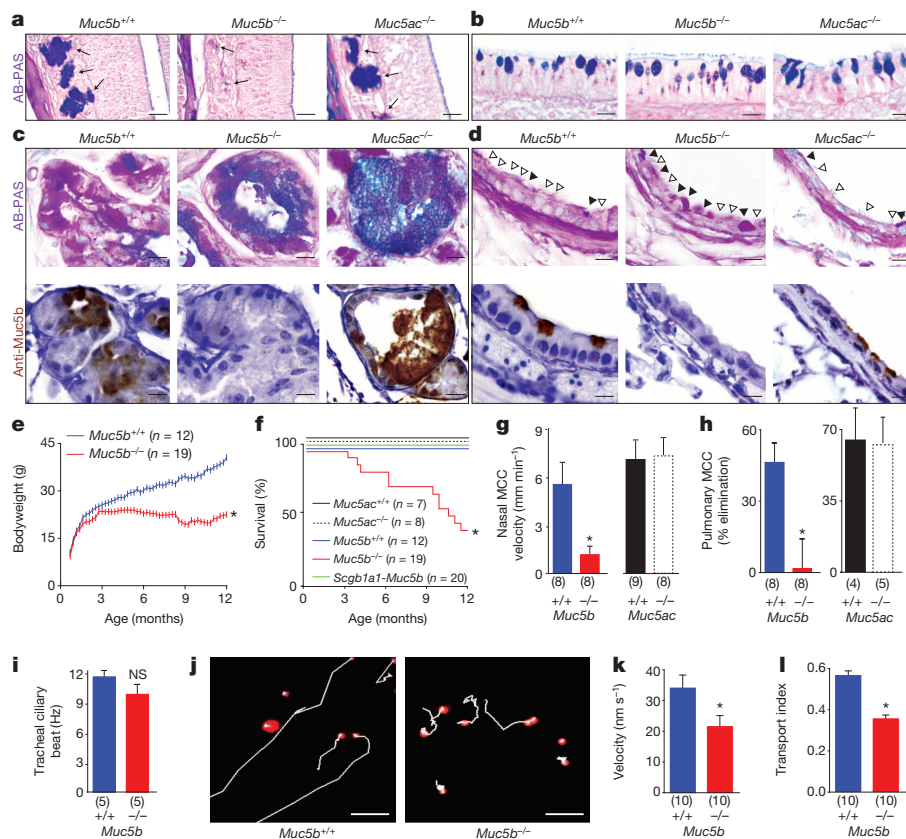 a
Muc5b+/+ Muc5b–/– Muc5ac–/–
AB-PAS
b
Muc5b+/+ Muc5b–/– Muc5ac–/–
c
Muc5b+/+ Muc5b–/– Muc5ac–/–
AB-PAS
Anti-Muc5b
d
Muc5b+/+ Muc5b–/– Muc5ac–/–
e
Muc5b+/+ (n = 12)
Muc5b–/– (n = 19)
Bodyweight (g)
45
30
15
0
*
0 3 6 9 12
Age (months)
f
Survival (%)
100
50
0
Muc5ac+/+ (n = 7)
Muc5ac–/– (n = 8)
Muc5b+/+ (n = 12)
Muc5b–/– (n = 19)
Scgb1a1-Muc5b (n = 20)
*
0 3 6 9 12
Age (months)
g
Nasal MCC
velocity (mm min–1)
9
6
3
0
*
(8) (8) (9) (8)
+/+ –/– +/+ –/–
Muc5b Muc5ac
h
Pulmonary MCC
(% elimination)
60
30
0
*
(8) (8)
+/+ –/–
Muc5b
70
35
0
(4) (5)
+/+ –/–
Muc5ac
i
Tracheal ciliary
beat (Hz)
12
9
6
3
0
NS
(5) (5)
+/+ –/–
Muc5b
j
Muc5b+/+ Muc5b–/–
k
Velocity (nm s–1)
45
30
15
0
*
(10) (10)
+/+ –/–
Muc5b
l
Transport index
0.6
0.4
0.2
0
*
(10) (10)
+/+ –/–
Muc5b